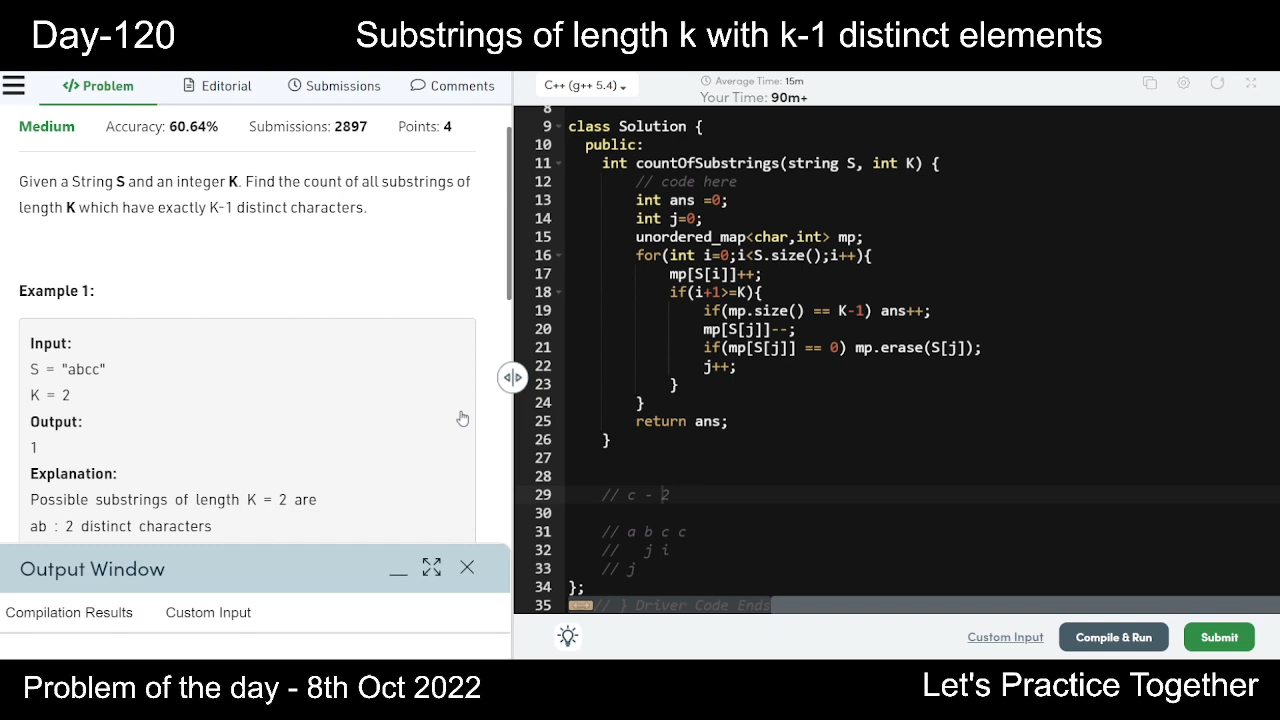 Day-120
Substrings of length k with k-1 distinct elements
</> Problem
Editorial
Submissions
Comments
C++ (g++ 5.4)
Average Time: 15m
Your Time: 90m+
Medium
Accuracy: 60.64%
Submissions: 2897
Points: 4
Given a String S and an integer K. Find the count of all substrings of
length K which have exactly K-1 distinct characters.
Example 1:
Input:
S = "abcc"
K = 2
Output:
1
Explanation:
Possible substrings of length K = 2 are
ab : 2 distinct characters
Output Window
Compilation Results
Custom Input
8
9 class Solution {
10 public:
11 int countOfSubstrings(string S, int K) {
12 // code here
13 int ans =0;
14 int j=0;
15 unordered_map<char,int> mp;
16 for(int i=0;i<S.size();i++){
17 mp[S[i]]++;
18 if(i+1>=K){
19 if(mp.size() == K-1) ans++;
20 mp[S[j]]--;
21 if(mp[S[j]] == 0) mp.erase(S[j]);
22 j++;
23 }
24 }
25 return ans;
26 }
27
28
29 // c - 2
30
31 // a b c c
32 // j i
33 // j
34 };
35 // } Driver Code Ends
Custom Input
Compile & Run
Submit
Problem of the day - 8th Oct 2022
Let's Practice Together